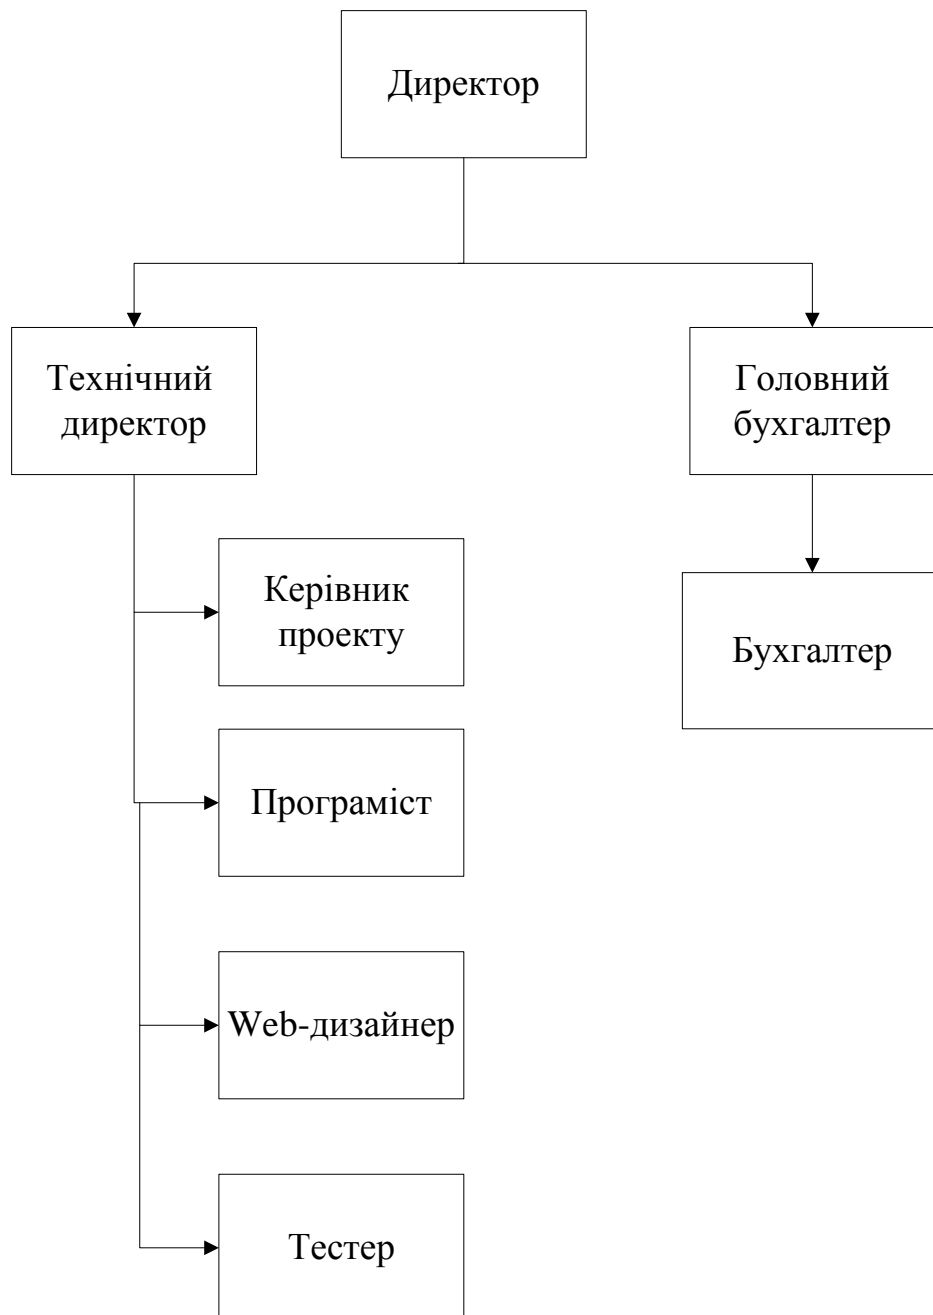 Директор
Технічний
директор
Головний
бухгалтер
Керівник
проекту
Бухгалтер
Програміст
Web-дизайнер
Тестер